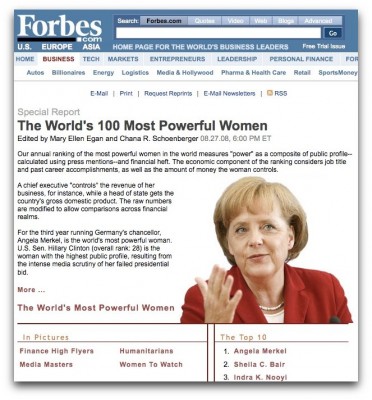 Forbes
.com
Search: Forbes.com Quotes Video Web Blogs Advanced
Go
U.S. EUROPE ASIA HOME PAGE FOR THE WORLD'S BUSINESS LEADERS Free Trial Issue
HOME BUSINESS TECH MARKETS ENTREPRENEURS LEADERSHIP PERSONAL FINANCE
Autos Billionaires Energy Logistics Media & Hollywood Pharma & Health Care Retail SportsMoney
E-Mail | Print | Request Reprints | E-Mail Newsletters | RSS
Special Report
The World's 100 Most Powerful Women
Edited by Mary Ellen Egan and Chana R. Schoenberger 08.27.08, 6:00 PM ET
Our annual ranking of the most powerful women in the world measures "power" as a composite of public profile--
calculated using press mentions--and financial heft. The economic component of the ranking considers job title
and past career accomplishments, as well as the amount of money the woman controls.
A chief executive "controls" the revenue of her
business, for instance, while a head of state gets the
country's gross domestic product. The raw numbers
are modified to allow comparisons across financial
realms.
For the third year running Germany's chancellor,
Angela Merkel, is the world's most powerful woman.
U.S. Sen. Hillary Clinton (overall rank: 28) is the
woman with the highest public profile, resulting from
the intense media scrutiny of her failed presidential
bid.
More ...
The World's Most Powerful Women
In Pictures
Finance High Flyers Humanitarians
Media Masters Women To Watch
The Top 10
1. Angela Merkel
2. Sheila C. Bair
3. Indra K. Nooyi